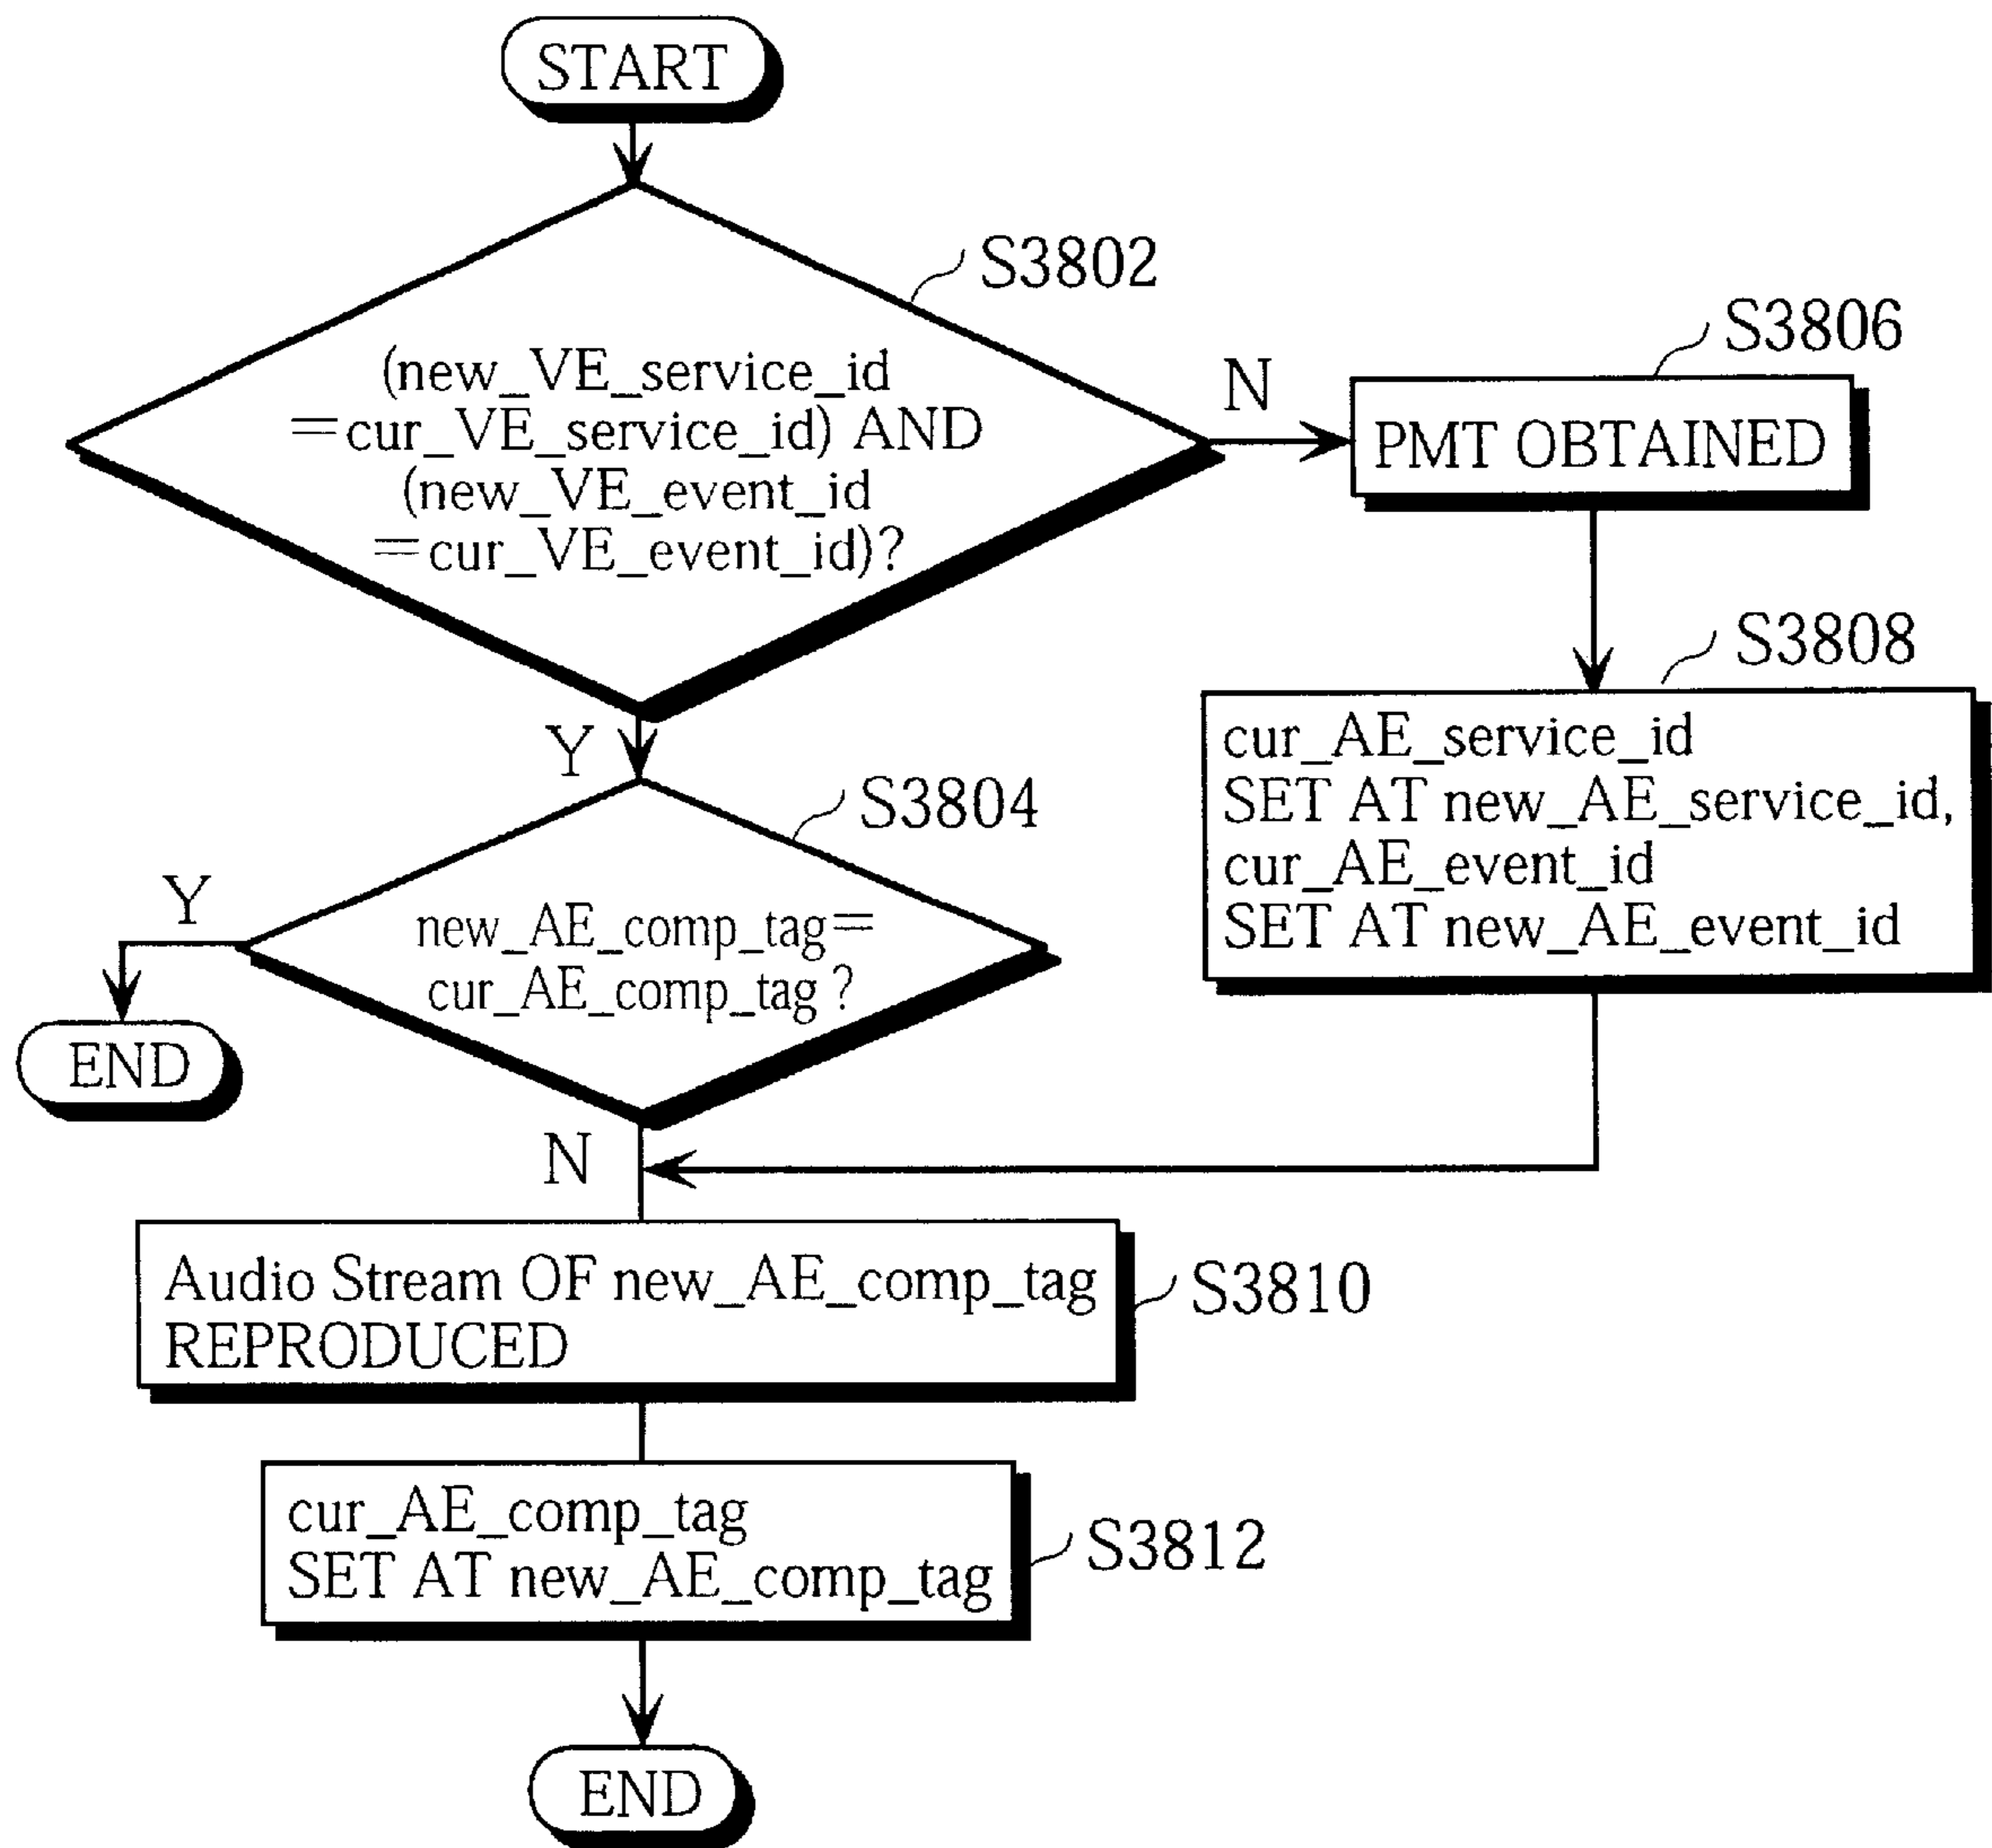 START
S3802
(new_VE_service_id
=cur_VE_service_id) AND
(new_VE_event_id
=cur_VE_event_id)?
N
S3806
PMT OBTAINED
S3808
cur_AE_service_id
SET AT new_AE_service_id,
cur_AE_event_id
SET AT new_AE_event_id
Y
S3804
new_AE_comp_tag=
cur_AE_comp_tag ?
Y
END
N
Audio Stream OF new_AE_comp_tag
REPRODUCED
S3810
cur_AE_comp_tag
SET AT new_AE_comp_tag
S3812
END